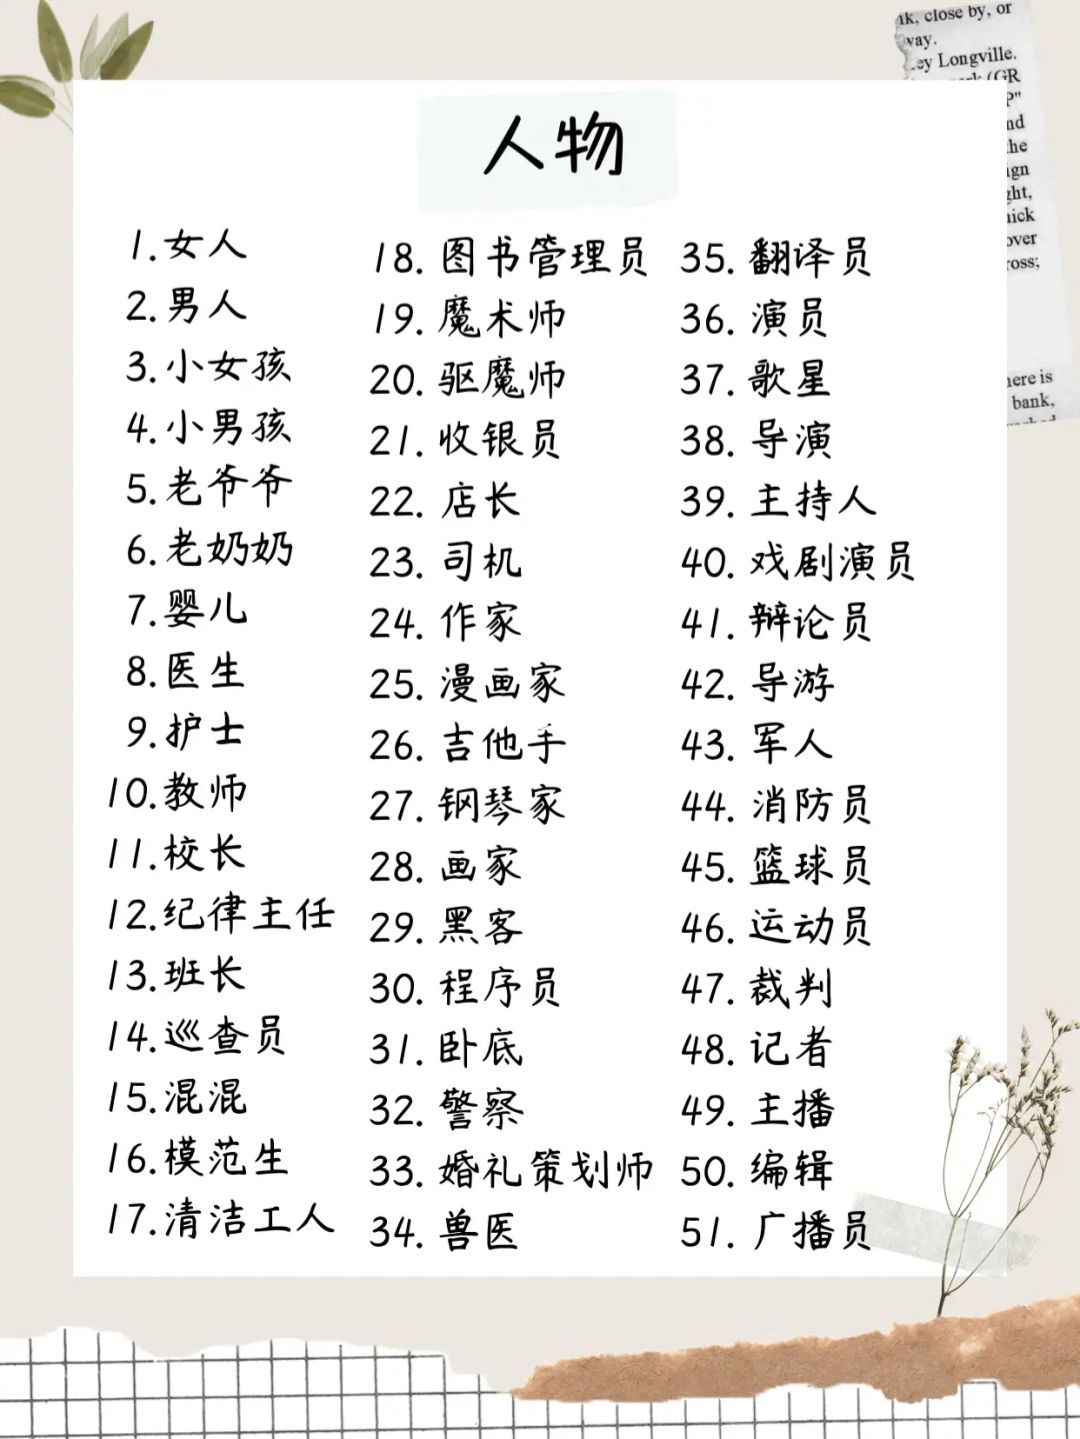 人物
1.女人
2.男人
3.小女孩
4.小男孩
5.老爷爷
6.老奶奶
7.婴儿
8.医生
9.护士
10.教师
11.校长
12.纪律主任
13.班长
14.巡查员
15.混混
16.模范生
17.清洁工人
18.图书管理员
19.魔术师
20.驱魔师
21.收银员
22.店长
23.司机
24.作家
25.漫画家
26.吉他手
27.钢琴家
28.画家
29.黑客
30.程序员
31.卧底
32.警察
33.婚礼策划师
34.兽医
35.翻译员
36.演员
37.歌星
38.导演
39.主持人
40.戏剧演员
41.辩论员
42.导游
43.军人
44.消防员
45.篮球员
46.运动员
47.裁判
48.记者
49.主播
50.编辑
51.广播员
close by, or
way.
ey Longville.
(GR
the
over
here is
bank,